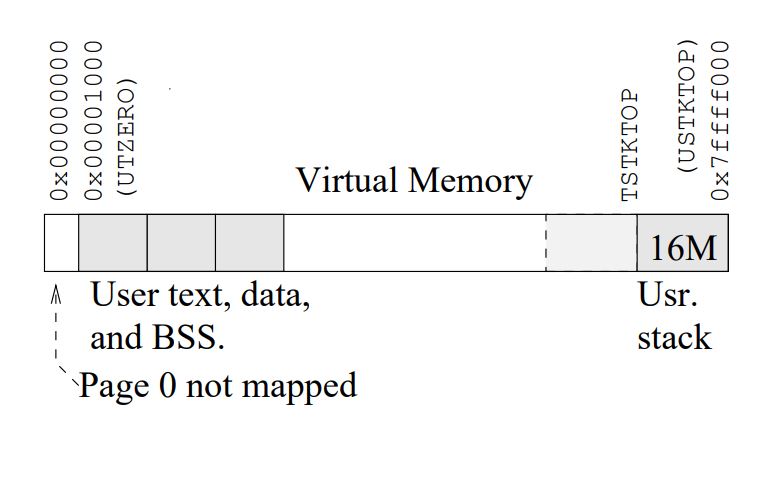 0x00000000
0x00001000
(UTZERO)
TSTKTOP
(USTKTOP)
0x7ffff000
Virtual Memory
16M
User text, data,
and BSS.
Usr.
stack
Page 0 not mapped